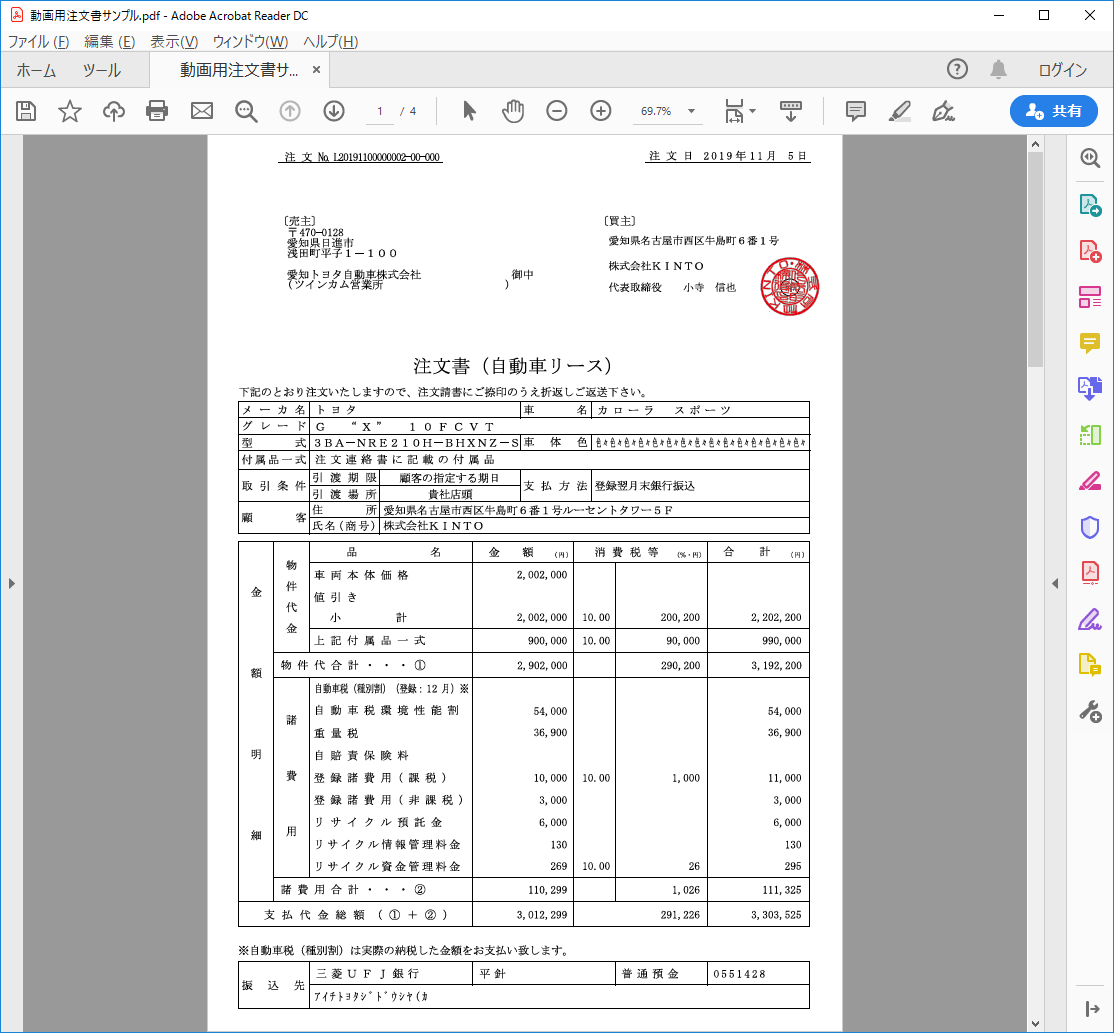 動画用注文書サンプル.pdf - Adobe Acrobat Reader DC
ファイル (F) 編集 (E) 表示(V) ウィンドウ(W) ヘルプ(H)
ホーム ツール 動画用注文書サ... × ログイン
1 / 4 69.7% 共有
注 文 No. L20191100000002-00-000 注 文 日 2019年11月 5日
〔売主〕 〔買主〕
〒470-0128
愛知県日進市 愛知県名古屋市西区牛島町6番1号
浅田町平子1-100
愛知トヨタ自動車株式会社 御中 株式会社KINTO
(ツインカム営業所 ) 代表取締役 小寺 信也
注文書(自動車リース)
下記のとおり注文いたしますので、注文請書にご捺印のうえ折返しご返送下さい。
メーカ名 トヨタ 車名 カローラ スポーツ
グレード G “X” 10FCVT
型式 3BA-NRE210H-BHXNZ-S 車体色
付属品一式 注文連絡書に記載の付属品
取引条件 引渡期限 顧客の指定する期日 支払方法 登録翌月末銀行振込
引渡場所 貴社店頭
顧客 住所 愛知県名古屋市西区牛島町6番1号ルーセントタワー5F
氏名(商号) 株式会社KINTO
金額明細 物件代金 品名 金額 (円) 消費税等 (%・円) 合計 (円)
車両本体価格 2,002,000
値引き
小計 2,002,000 10.00 200,200 2,202,200
上記付属品一式 900,000 10.00 90,000 990,000
物件代合計・・・① 2,902,000 290,200 3,192,200
諸費用 自動車税(種別割)(登録:12月)※
自動車税環境性能割 54,000 54,000
重量税 36,900 36,900
自賠責保険料
登録諸費用(課税) 10,000 10.00 1,000 11,000
登録諸費用(非課税) 3,000 3,000
リサイクル預託金 6,000 6,000
リサイクル情報管理料金 130 130
リサイクル資金管理料金 269 10.00 26 295
諸費用合計・・・② 110,299 1,026 111,325
支払代金総額(①+②) 3,012,299 291,226 3,303,525
※自動車税(種別割)は実際の納税した金額をお支払い致します。
振込先 三菱UFJ銀行 平針 普通預金 0551428
ｱｲﾁﾄﾖﾀｼﾞﾄﾞｳｼﾔ(ｶ